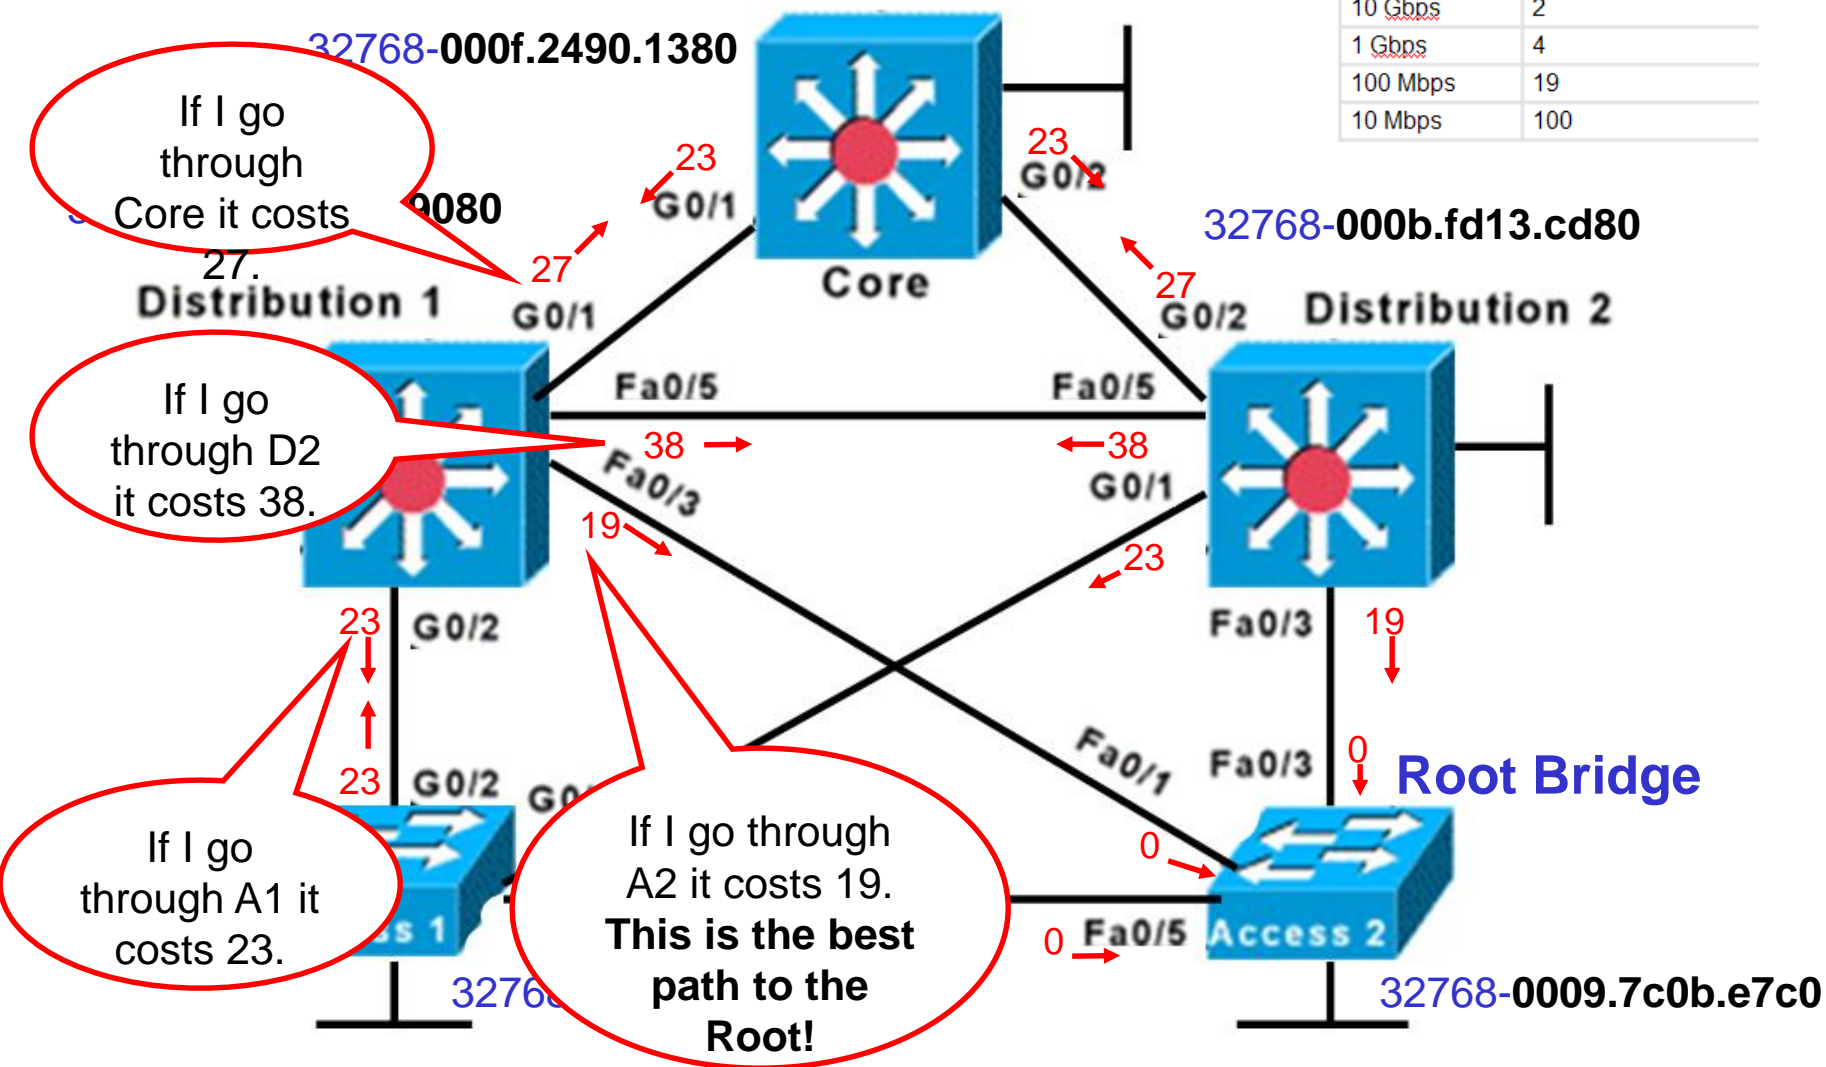 10 Gbps 2
1 Gbps 4
100 Mbps 19
10 Mbps 100
32768-000f.2490.1380
If I go
through
Core it costs
27.
9080
23
G0/1
23
G0/2
32768-000b.fd13.cd80
27
G0/1
Core
27
G0/2
Distribution 1
Distribution 2
If I go
through D2
it costs 38.
Fa0/5
Fa0/5
38
38
Fa0/3
G0/1
19
23
23
G0/2
Fa0/3
19
23
G0/2
Fa0/1
Fa0/3
0
Root Bridge
If I go
through A1 it
costs 23.
If I go through
A2 it costs 19.
This is the best
path to the
Root!
0
0
Fa0/5
Access 2
ss 1
32768-0009.7c0b.e7c0